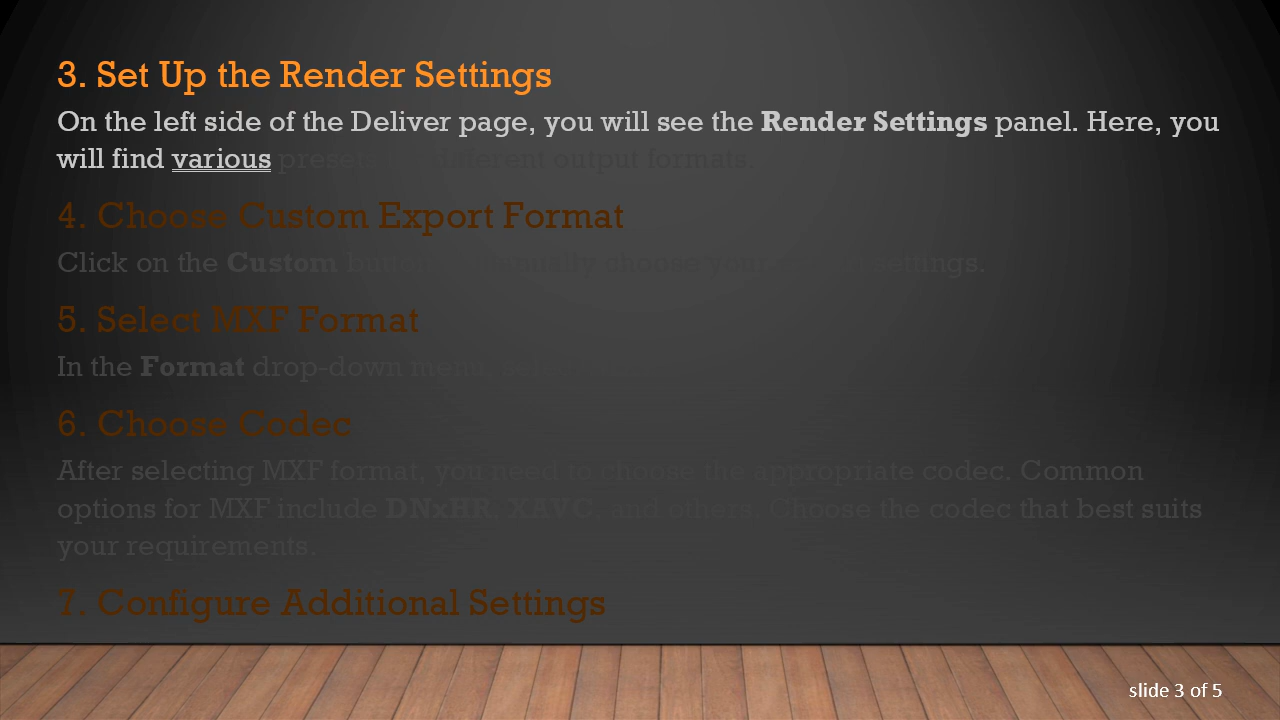 3. Set Up the Render Settings
On the left side of the Deliver page, you will see the Render Settings panel. Here, you
will find various presets for different output formats.
4. Choose Custom Export Format
Click on the Custom button to manually choose your export settings.
5. Select MXF Format
In the Format drop-down menu, select
6. Choose Codec
After selecting MXF format, you need to choose the appropriate codec. Common
options for MXF include DNxHR, XAVC, and others. Choose the codec that best suits
your requirements.
7. Configure Additional Settings
slide 3 of 5